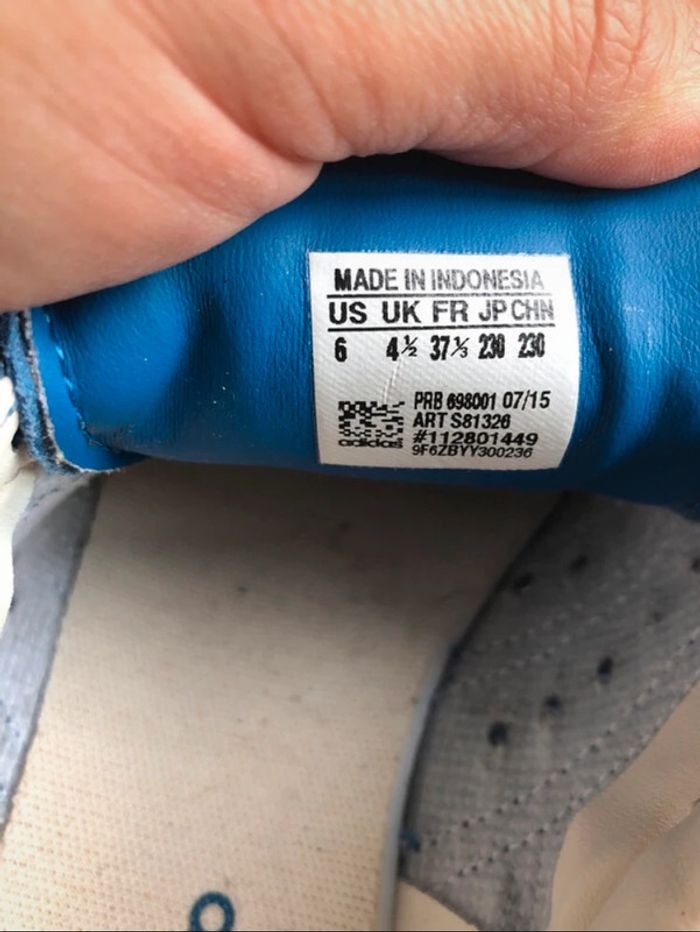 MADE IN INDONESIA
US UK FR JP CHN
6 4½ 37⅓ 230 230
PRB 698001 07/15
ART S81326
#112801449
9F6ZBYY300236
adidas